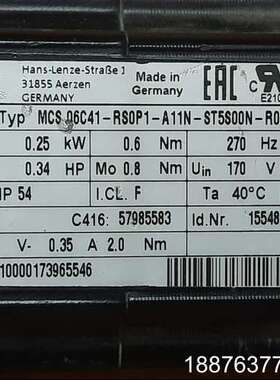 Hans-Lenze-Straße 1
31855 Aerzen
GERMANY
Made in
Germany
EAC
C
E210
Typ MCS 06C41-RS0P1-A11N-ST5S00N-R0
0.25 kW 0.6 Nm 270 Hz
0.34 HP Mo 0.8 Nm Uin 170 V
IP 54 I.CL. F Ta 40°C
C416: 57985583 Id.Nr. 15548
V- 0.35 A 2.0 Nm
10000173965546
18876377